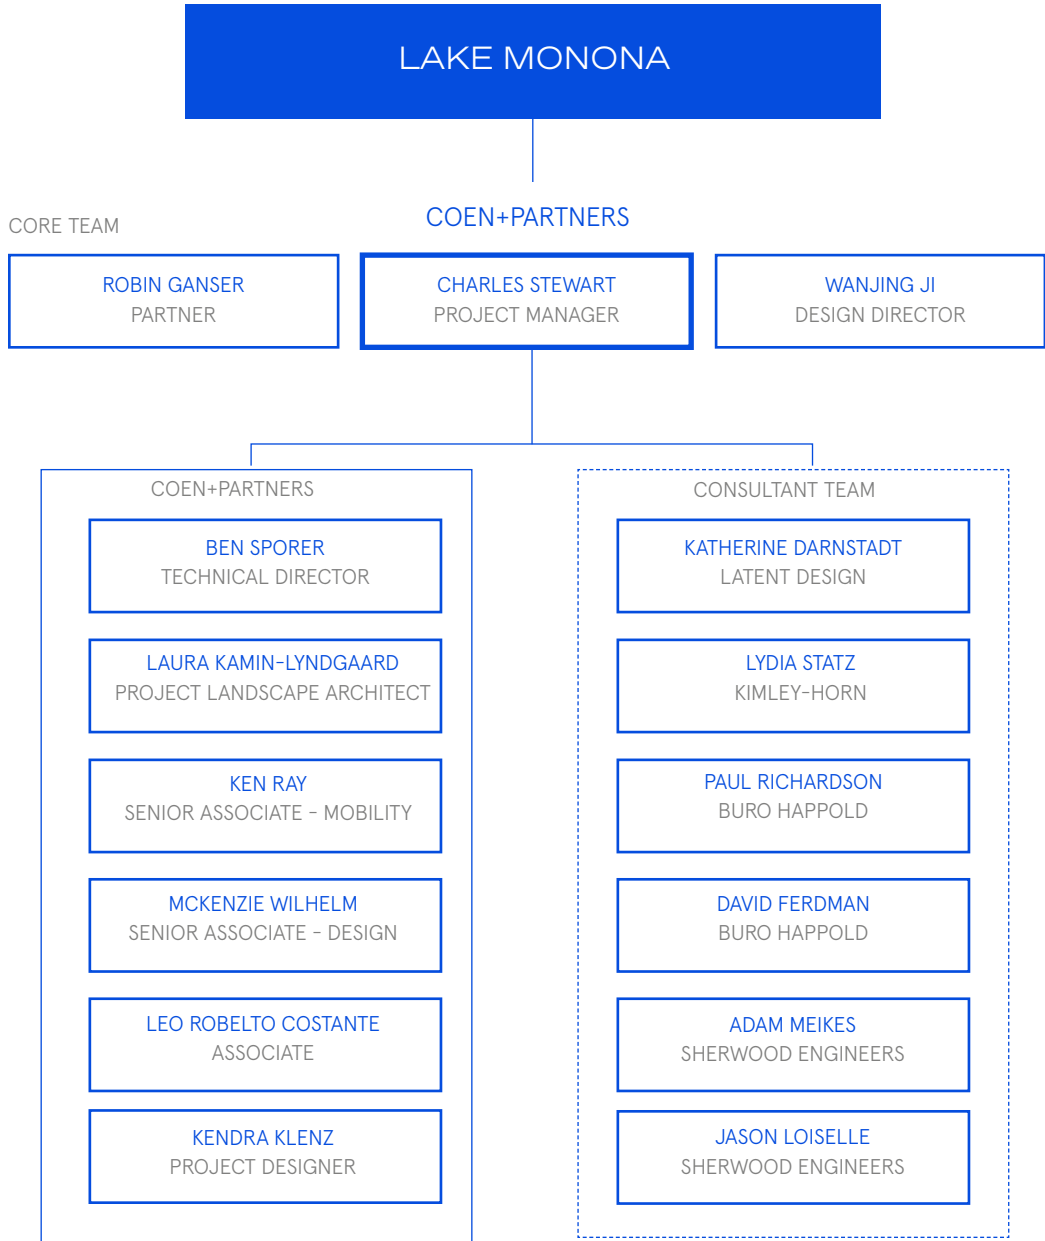 LAKE MONONA
COEN+PARTNERS
CORE TEAM
ROBIN GANSER
PARTNER
CHARLES STEWART
PROJECT MANAGER
WANJING JI
DESIGN DIRECTOR
COEN+PARTNERS
BEN SPORER
TECHNICAL DIRECTOR
LAURA KAMIN-LYNDGAARD
PROJECT LANDSCAPE ARCHITECT
KEN RAY
SENIOR ASSOCIATE - MOBILITY
MCKENZIE WILHELM
SENIOR ASSOCIATE - DESIGN
LEO ROBELTO COSTANTE
ASSOCIATE
KENDRA KLENZ
PROJECT DESIGNER
CONSULTANT TEAM
KATHERINE DARNSTADT
LATENT DESIGN
LYDIA STATZ
KIMLEY-HORN
PAUL RICHARDSON
BURO HAPPOLD
DAVID FERDMAN
BURO HAPPOLD
ADAM MEIKES
SHERWOOD ENGINEERS
JASON LOISELLE
SHERWOOD ENGINEERS